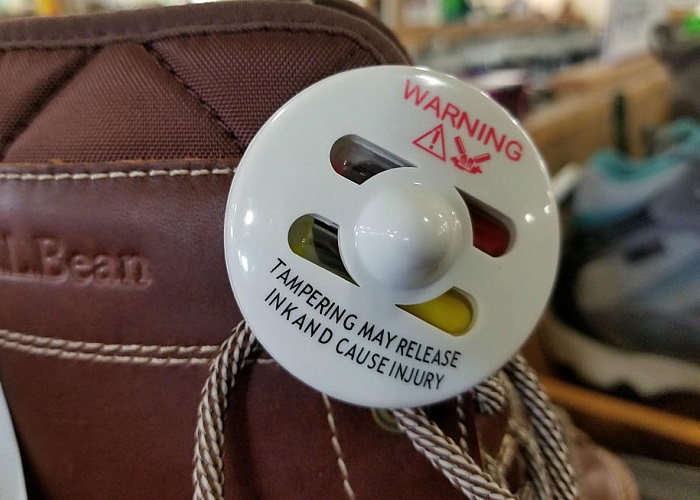 WARNING
L.Bean
TAMPERING MAY RELEASE
INK AND CAUSE INJURY